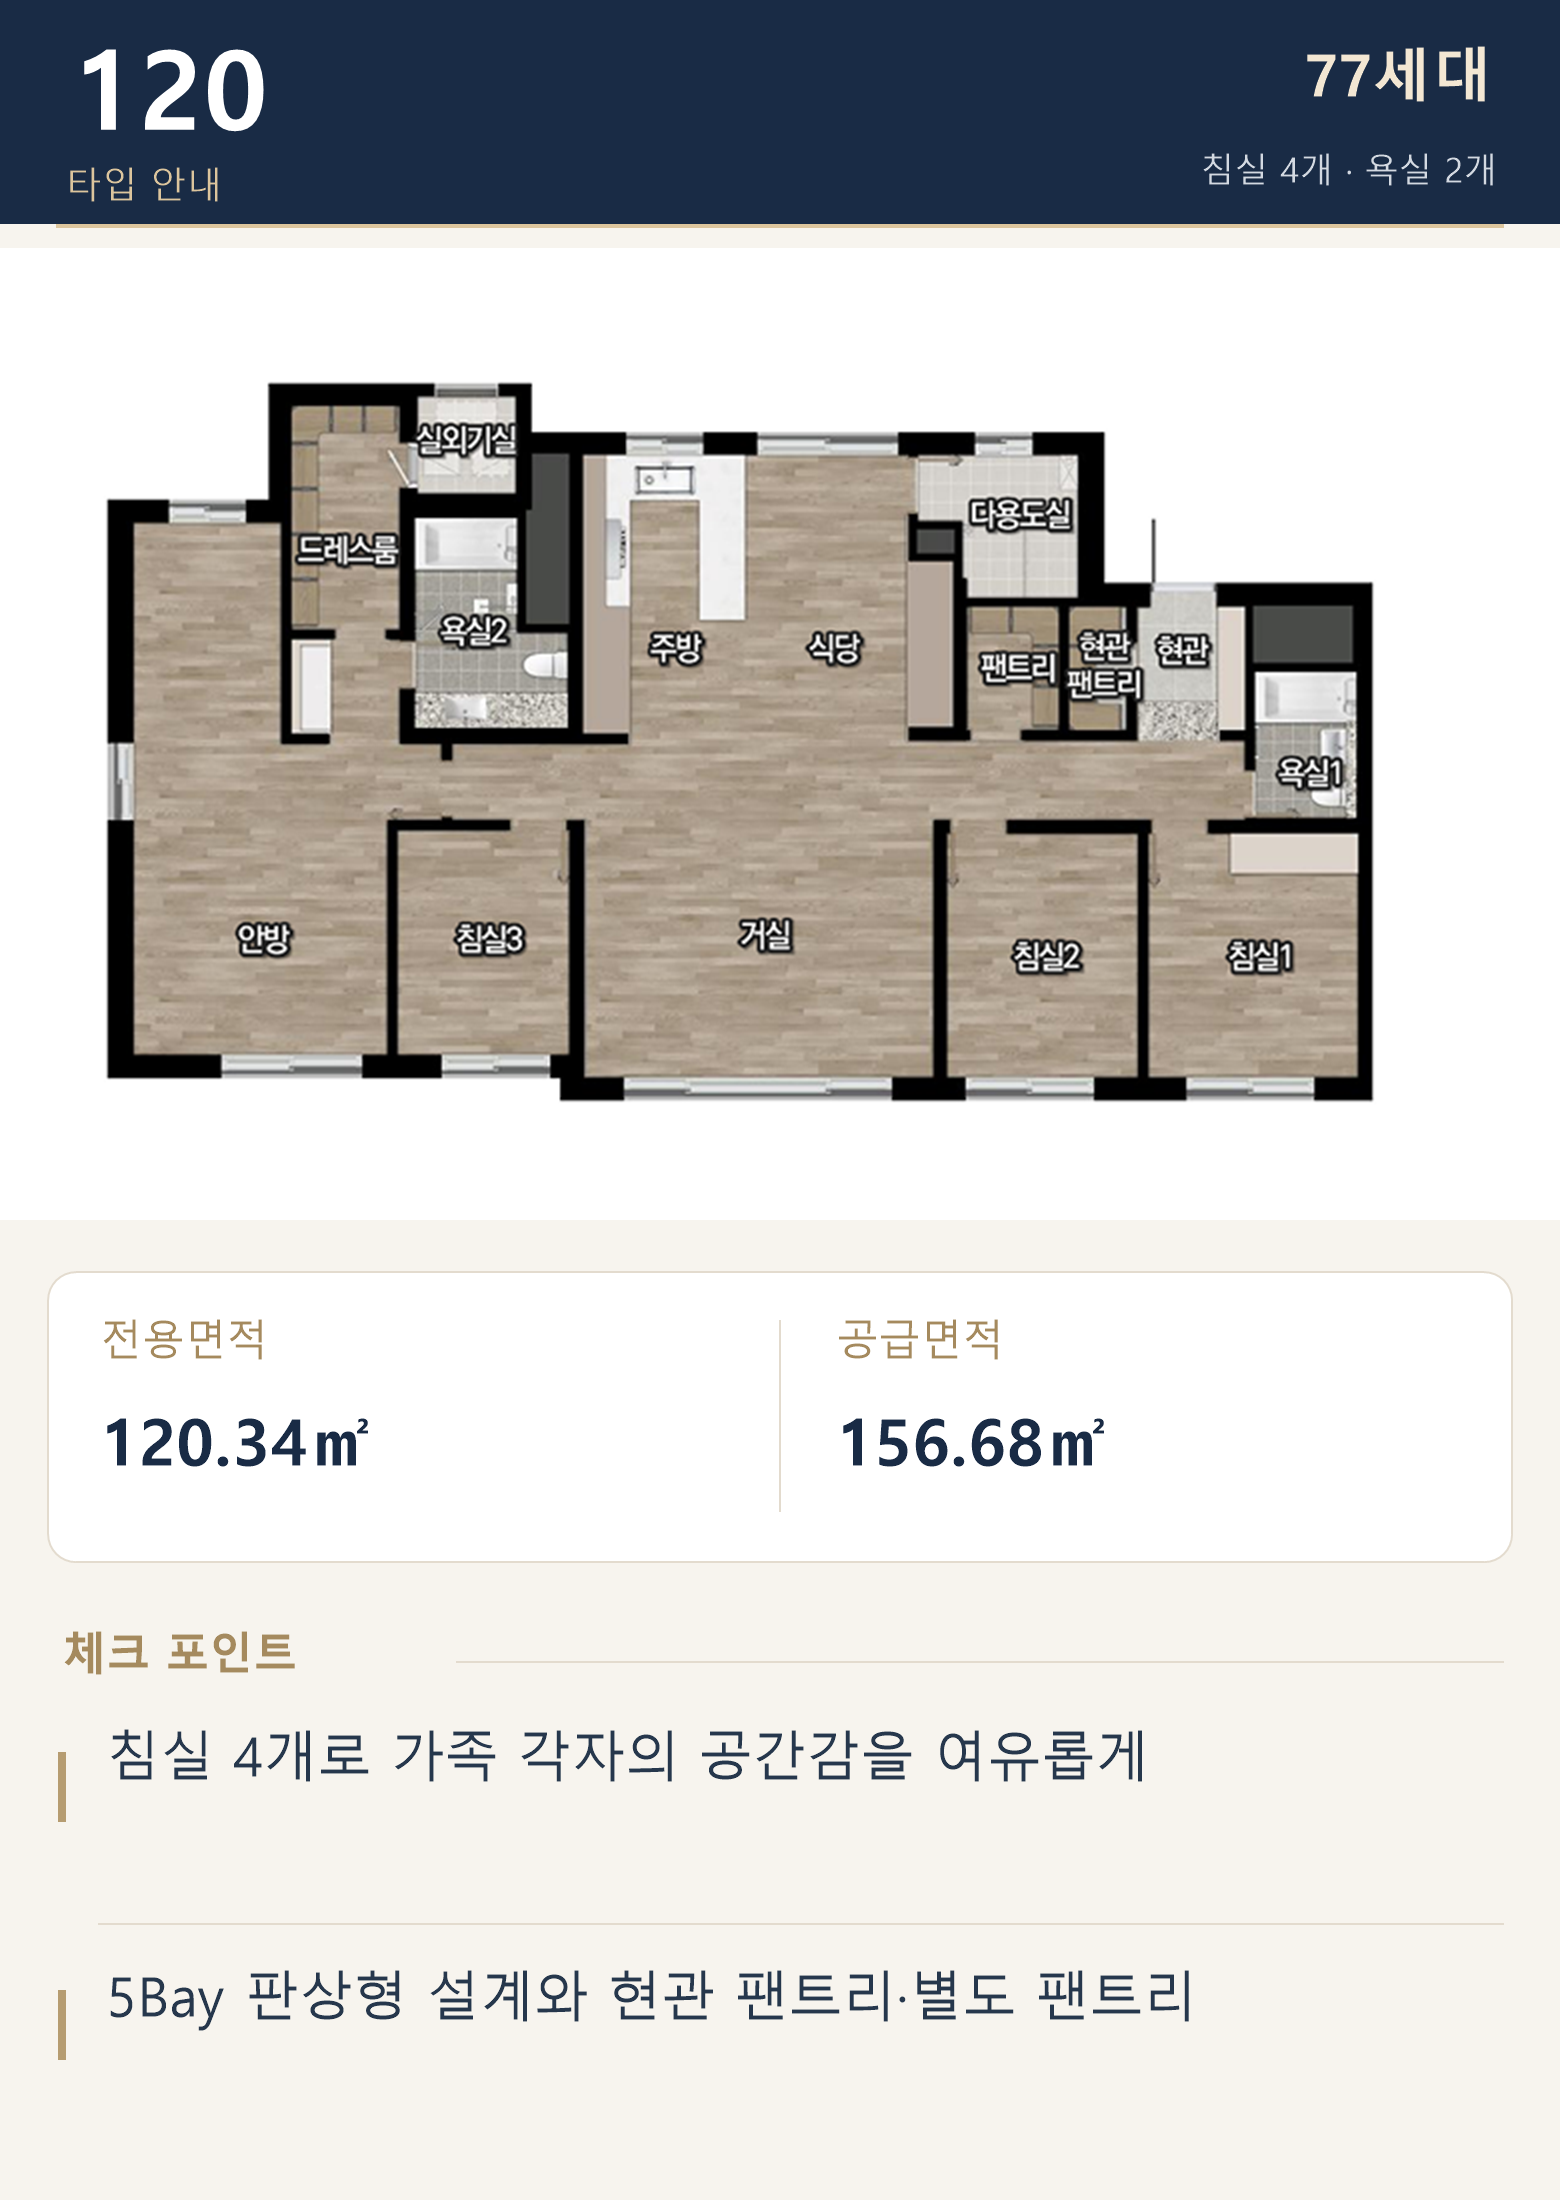 120
77세대
타입 안내
침실 4개 · 욕실 2개
실외기실
다용도실
드레스룸
욕실2
주방
식당
팬트리
현관
팬트리
현관
욕실1
안방
침실3
거실
침실2
침실1
전용면적
공급면적
120.34㎡
156.68㎡
체크 포인트
침실 4개로 가족 각자의 공간감을 여유롭게
5Bay 판상형 설계와 현관 팬트리·별도 팬트리